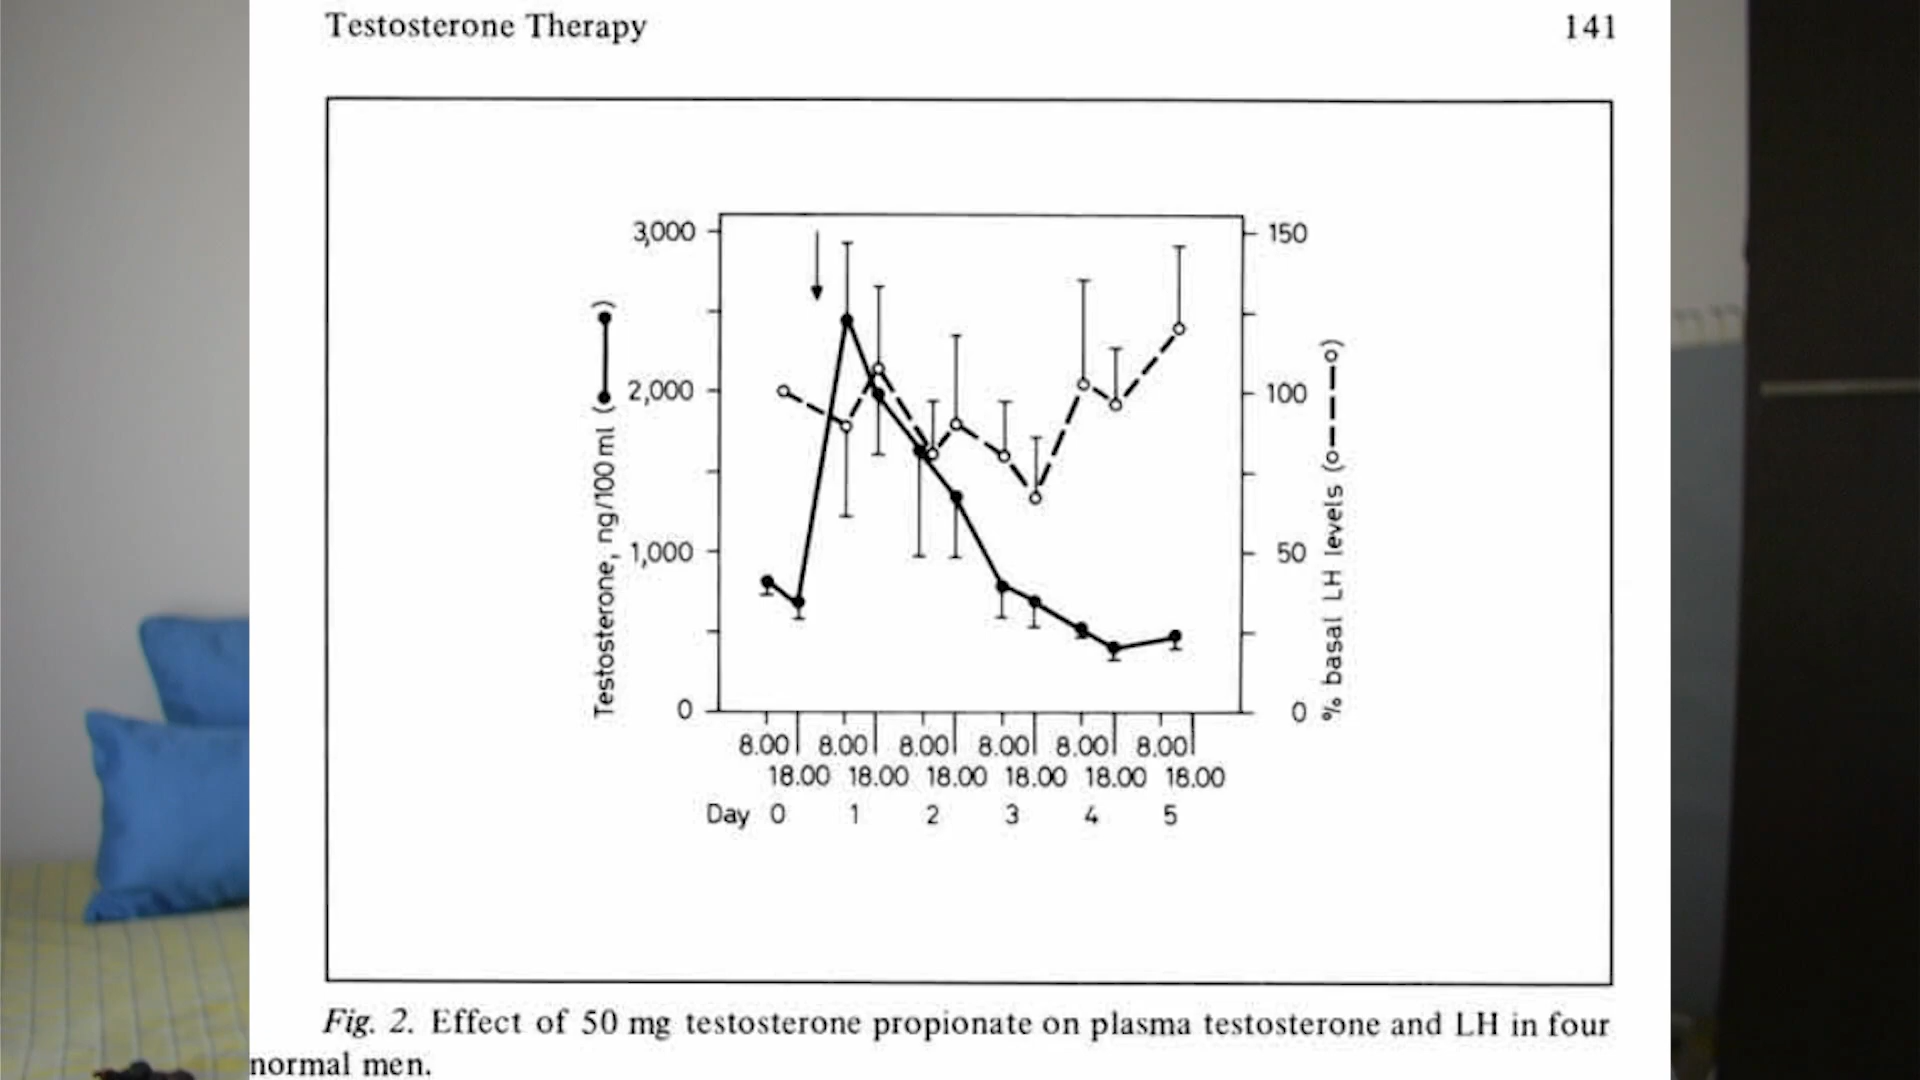 Testosterone Therapy 141
3,000
2,000
1,000
0
150
100
50
0
Testosterone, ng/100 ml ( )
% basal LH levels (o---o)
8.00 8.00 8.00 8.00 8.00 8.00
18.00 18.00 18.00 18.00 18.00 18.00
Day 0 1 2 3 4 5
Fig. 2. Effect of 50 mg testosterone propionate on plasma testosterone and LH in four
normal men.